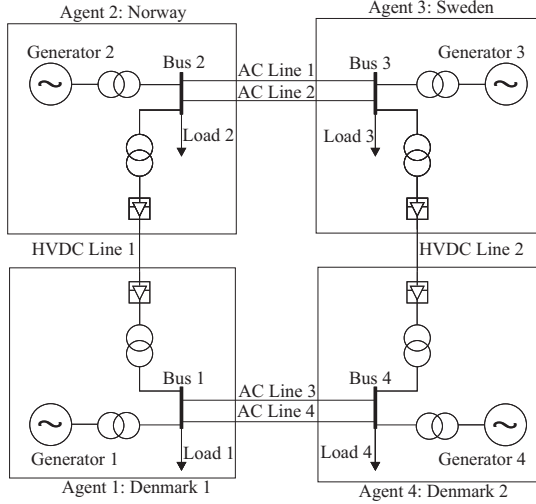 Agent 2: Norway
Agent 3: Sweden
Generator 2
Bus 2
AC Line 1
Bus 3
Generator 3
AC Line 2
Load 2
Load 3
HVDC Line 1
HVDC Line 2
Bus 1
AC Line 3
Bus 4
AC Line 4
Generator 1
Load 1
Load 4
Generator 4
Agent 1: Denmark 1
Agent 4: Denmark 2